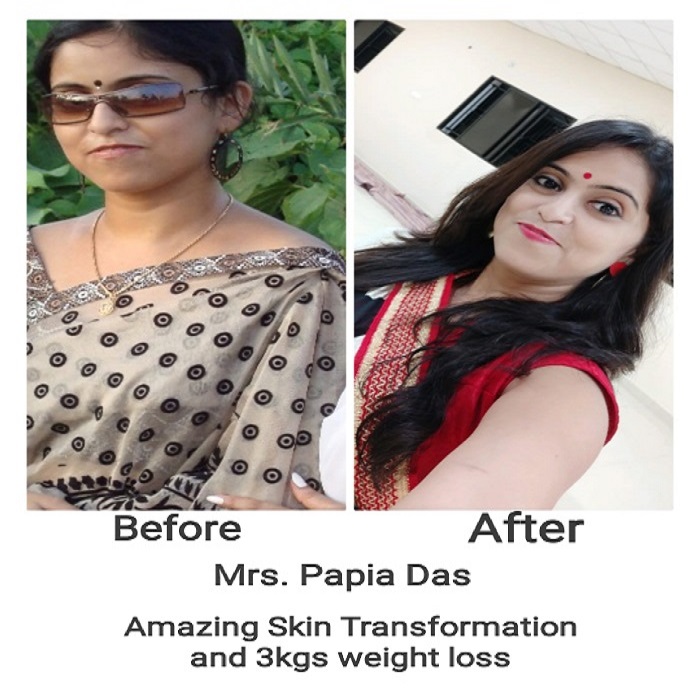 Before After
Mrs. Papia Das
Amazing Skin Transformation
and 3kgs weight loss